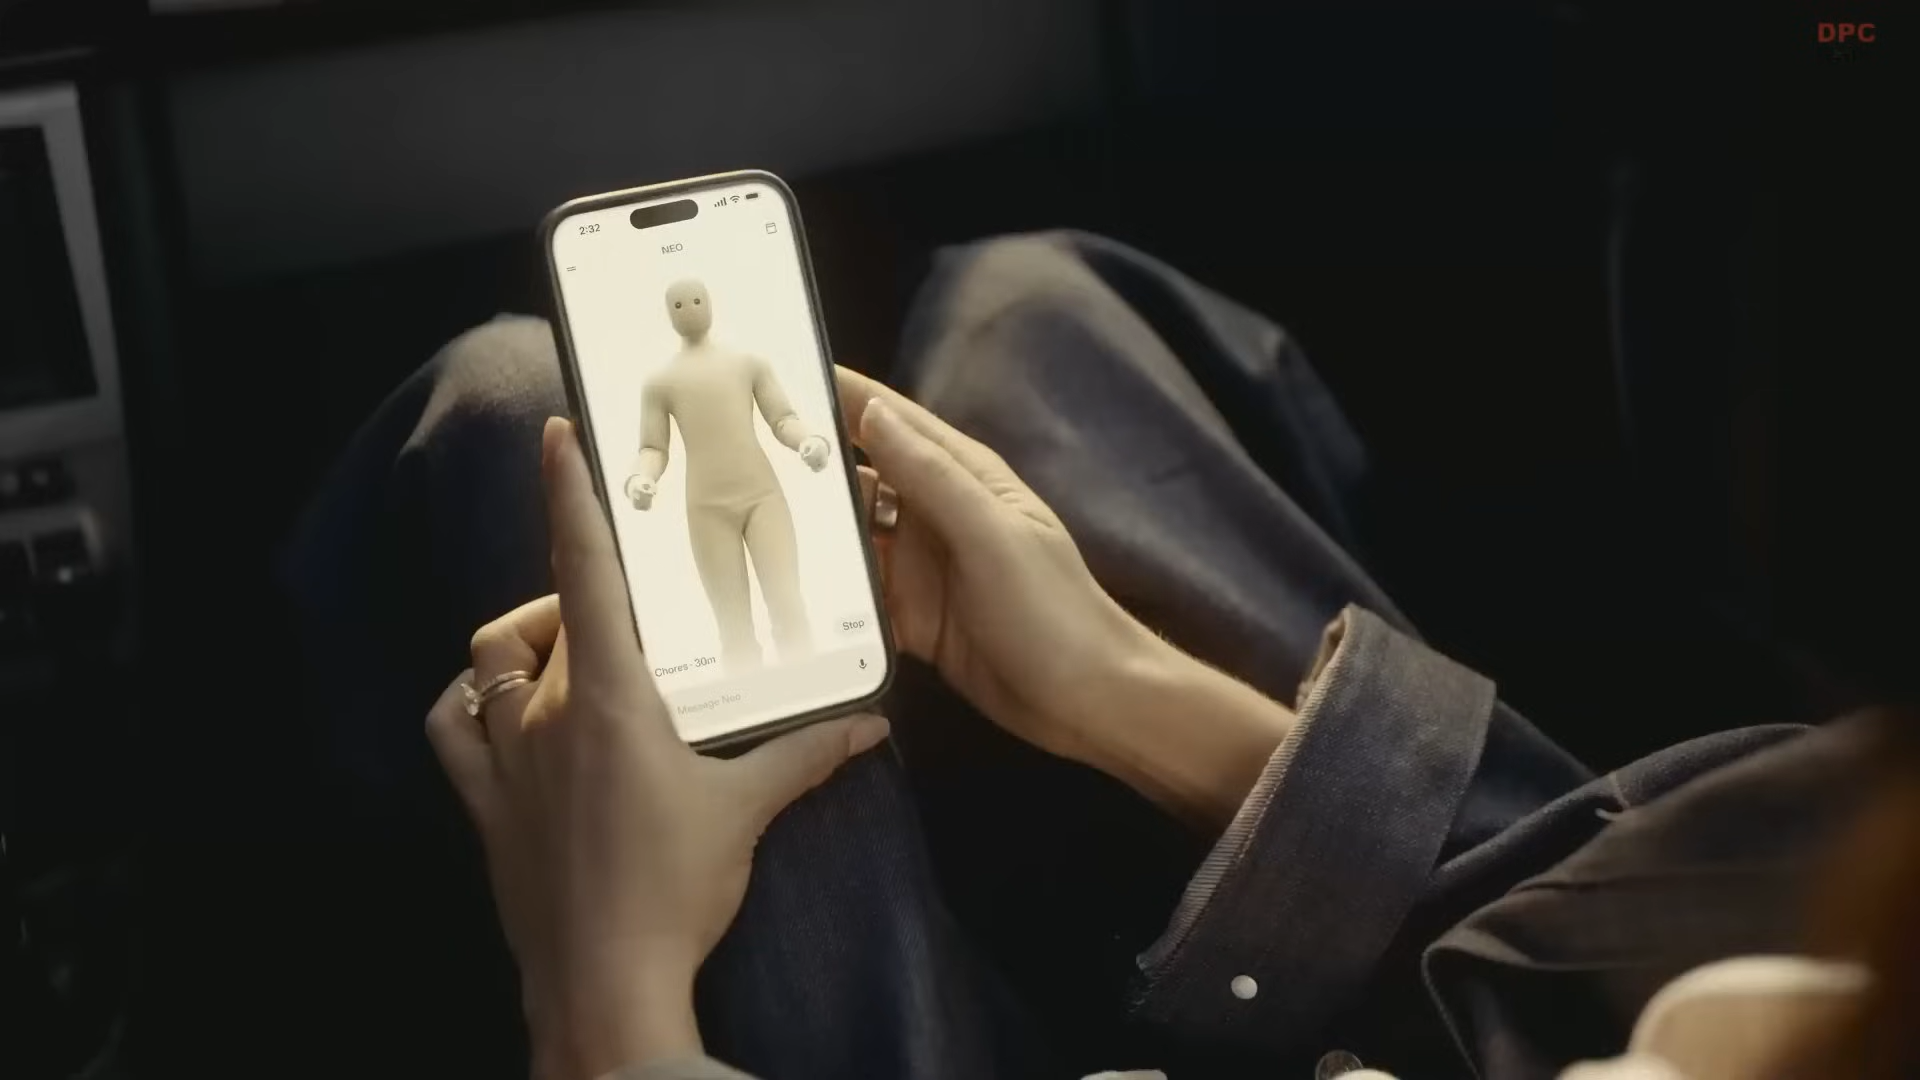 DPC
2:32
NEO
Stop
Chores · 30m
Message Neo